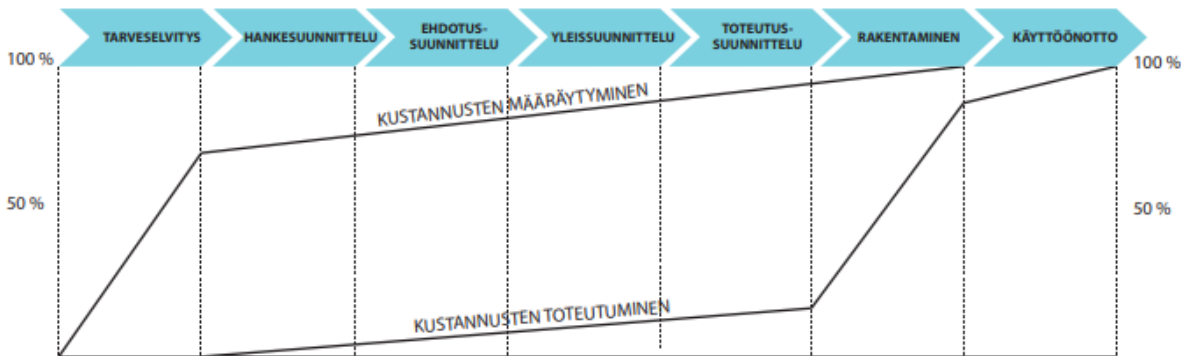 TARVESELVITYS
HANKESUUNNITTELU
EHDOTUS-
SUUNNITTELU
YLEISSUUNNITTELU
TOTEUTUS-
SUUNNITTELU
RAKENTAMINEN
KÄYTTÖÖNOTTO
100 %
100 %
KUSTANNUSTEN MÄÄRÄYTYMINEN
50 %
50 %
KUSTANNUSTEN TOTEUTUMINEN